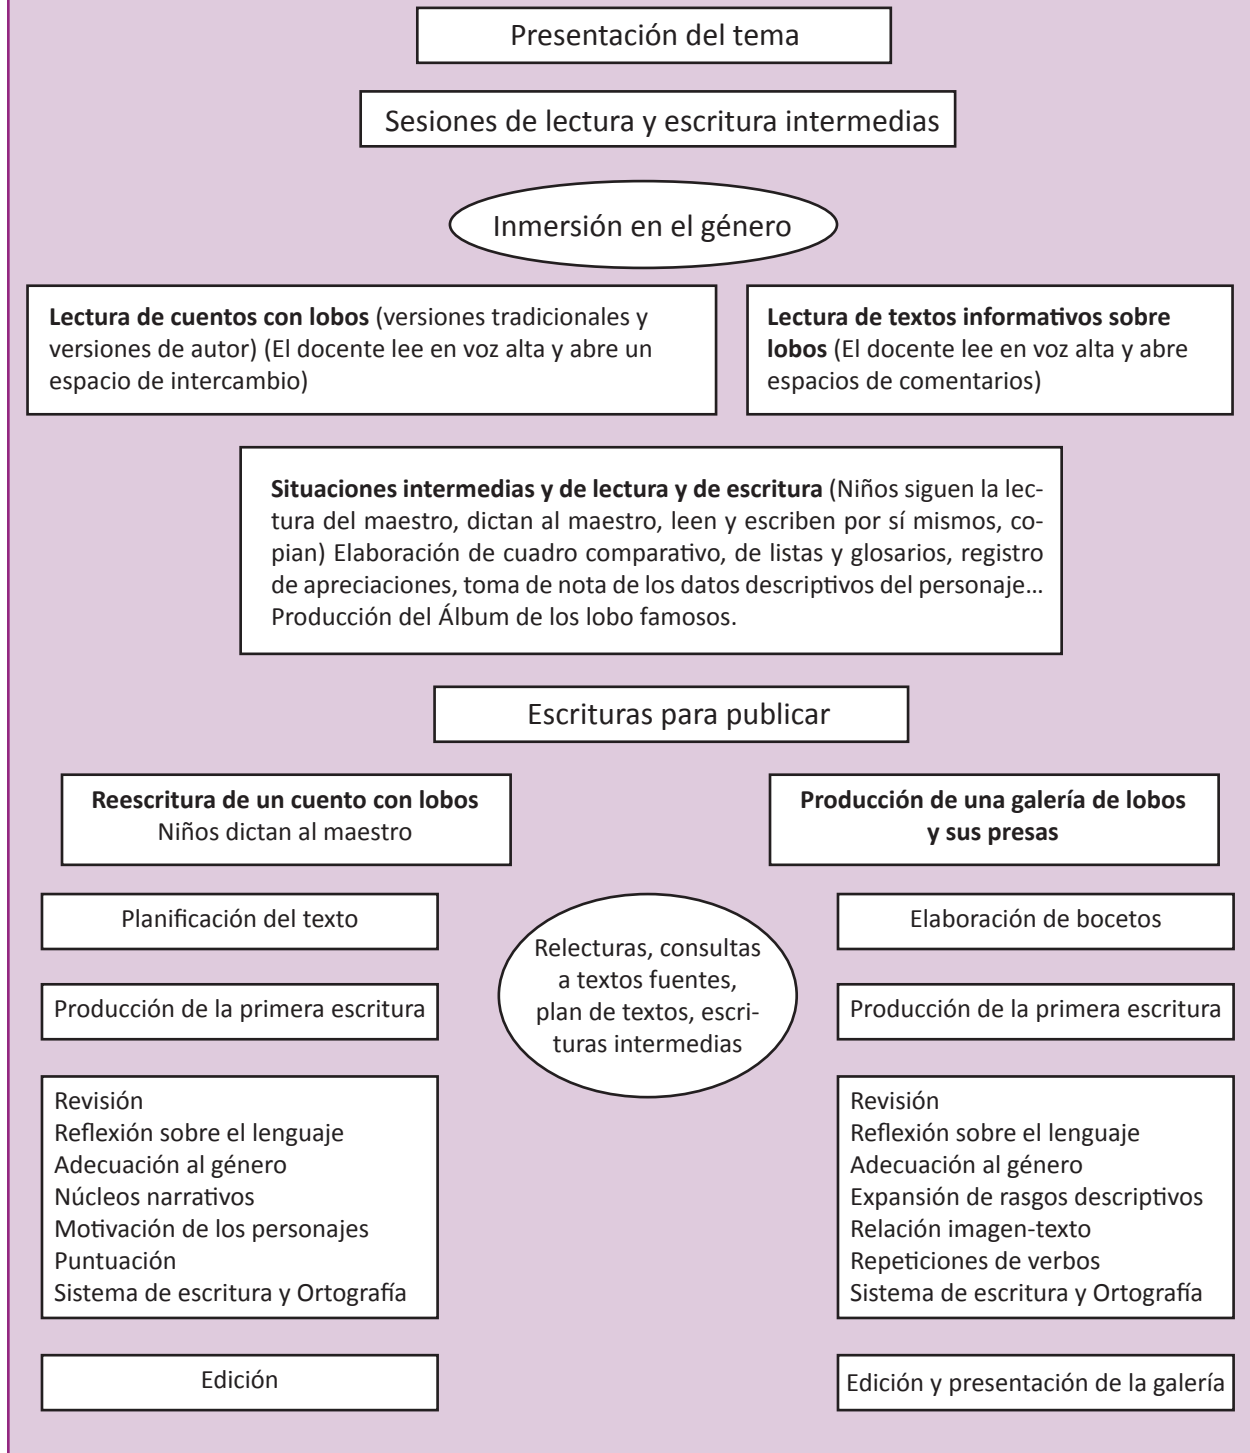 Presentación del tema
Sesiones de lectura y escritura intermedias
Inmersión en el género
Lectura de cuentos con lobos (versiones tradicionales y
versiones de autor) (El docente lee en voz alta y abre un
espacio de intercambio)
Lectura de textos informativos sobre
lobos (El docente lee en voz alta y abre
espacios de comentarios)
Situaciones intermedias y de lectura y de escritura (Niños siguen la lec-
tura del maestro, dictan al maestro, leen y escriben por sí mismos, co-
pian) Elaboración de cuadro comparativo, de listas y glosarios, registro
de apreciaciones, toma de nota de los datos descriptivos del personaje...
Producción del Álbum de los lobo famosos.
Escrituras para publicar
Reescritura de un cuento con lobos
Niños dictan al maestro
Producción de una galería de lobos
y sus presas
Planificación del texto
Producción de la primera escritura
Revisión
Reflexión sobre el lenguaje
Adecuación al género
Núcleos narrativos
Motivación de los personajes
Puntuación
Sistema de escritura y Ortografía
Edición
Relecturas, consultas
a textos fuentes,
plan de textos, escri-
turas intermedias
Elaboración de bocetos
Producción de la primera escritura
Revisión
Reflexión sobre el lenguaje
Adecuación al género
Expansión de rasgos descriptivos
Relación imagen-texto
Repeticiones de verbos
Sistema de escritura y Ortografía
Edición y presentación de la galería